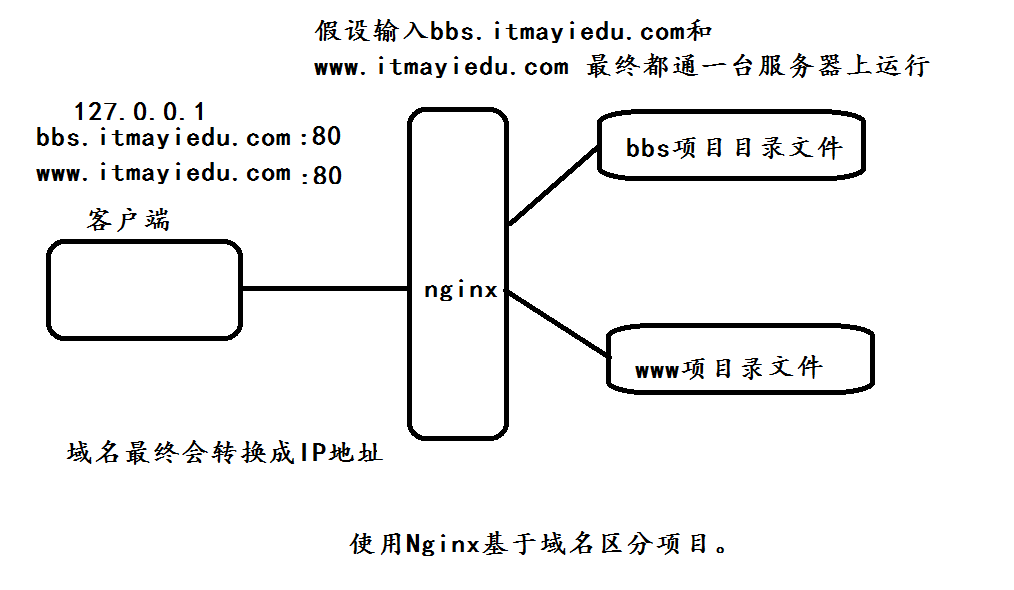 假设输入bbs.itmayiedu.com和
www.itmayiedu.com 最终都通一台服务器上运行
127.0.0.1
bbs.itmayiedu.com :80
www.itmayiedu.com :80
客户端
nginx
bbs项目目录文件
www项目录文件
域名最终会转换成IP地址
使用Nginx基于域名区分项目。